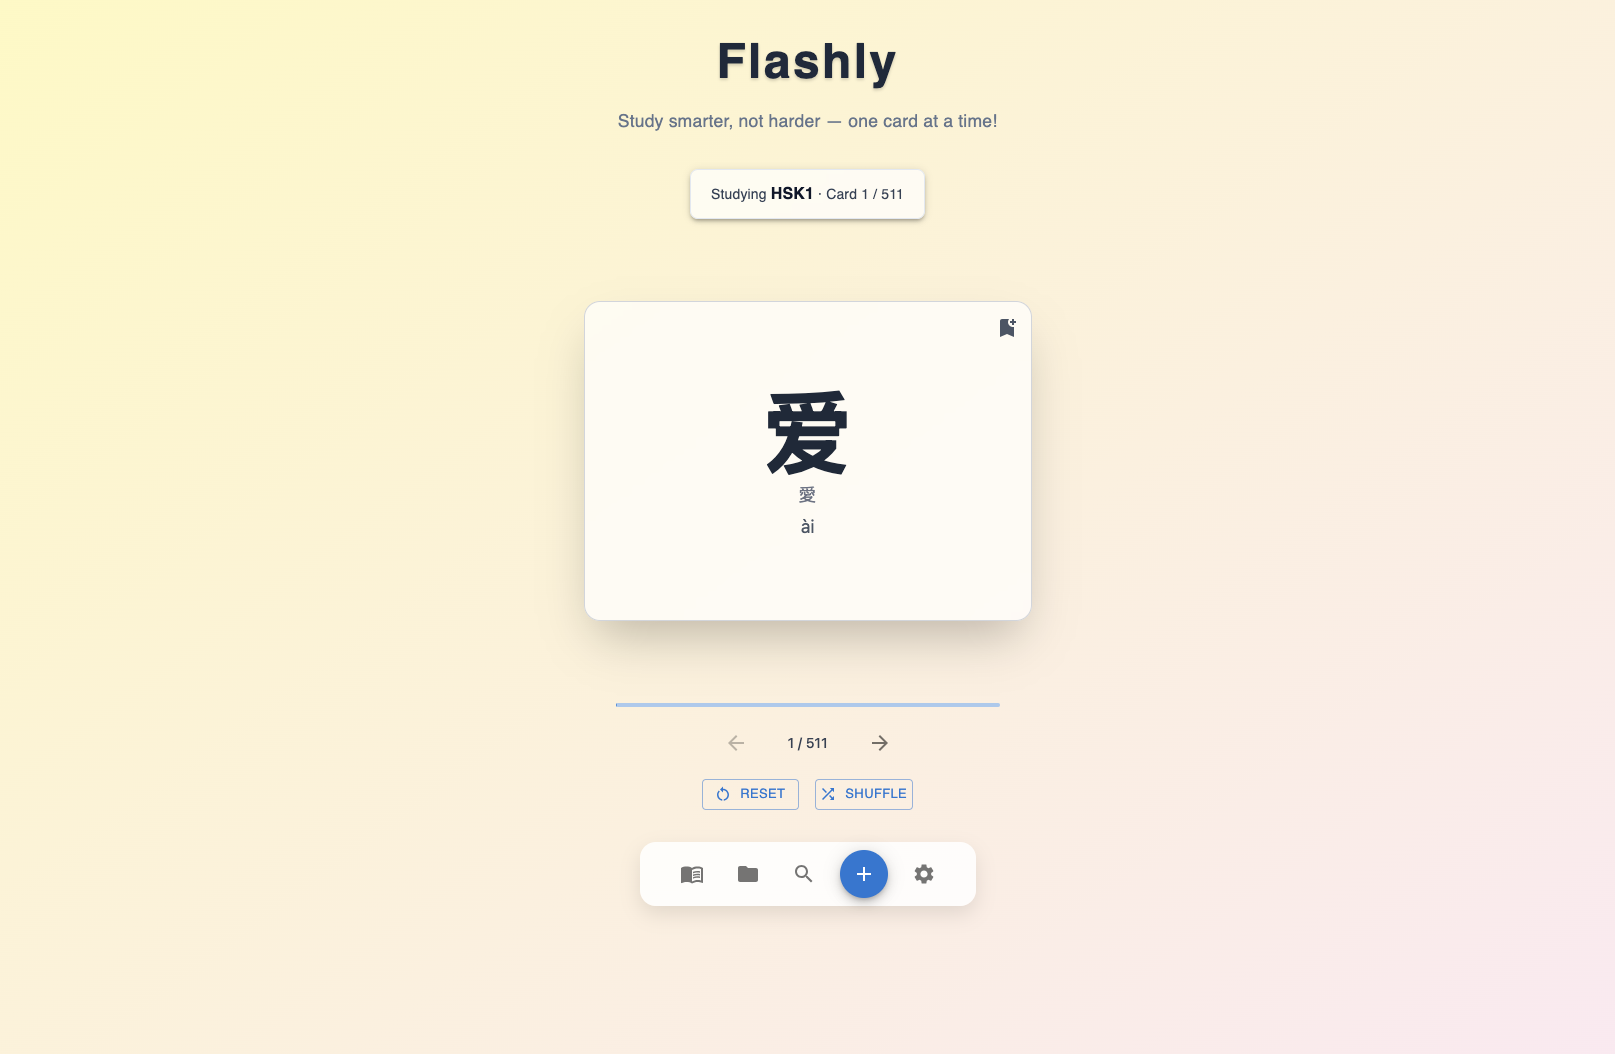 Flashly
Study smarter, not harder — one card at a time!
Studying HSK1 · Card 1 / 511
爱
愛
ài
1 / 511
RESET
SHUFFLE